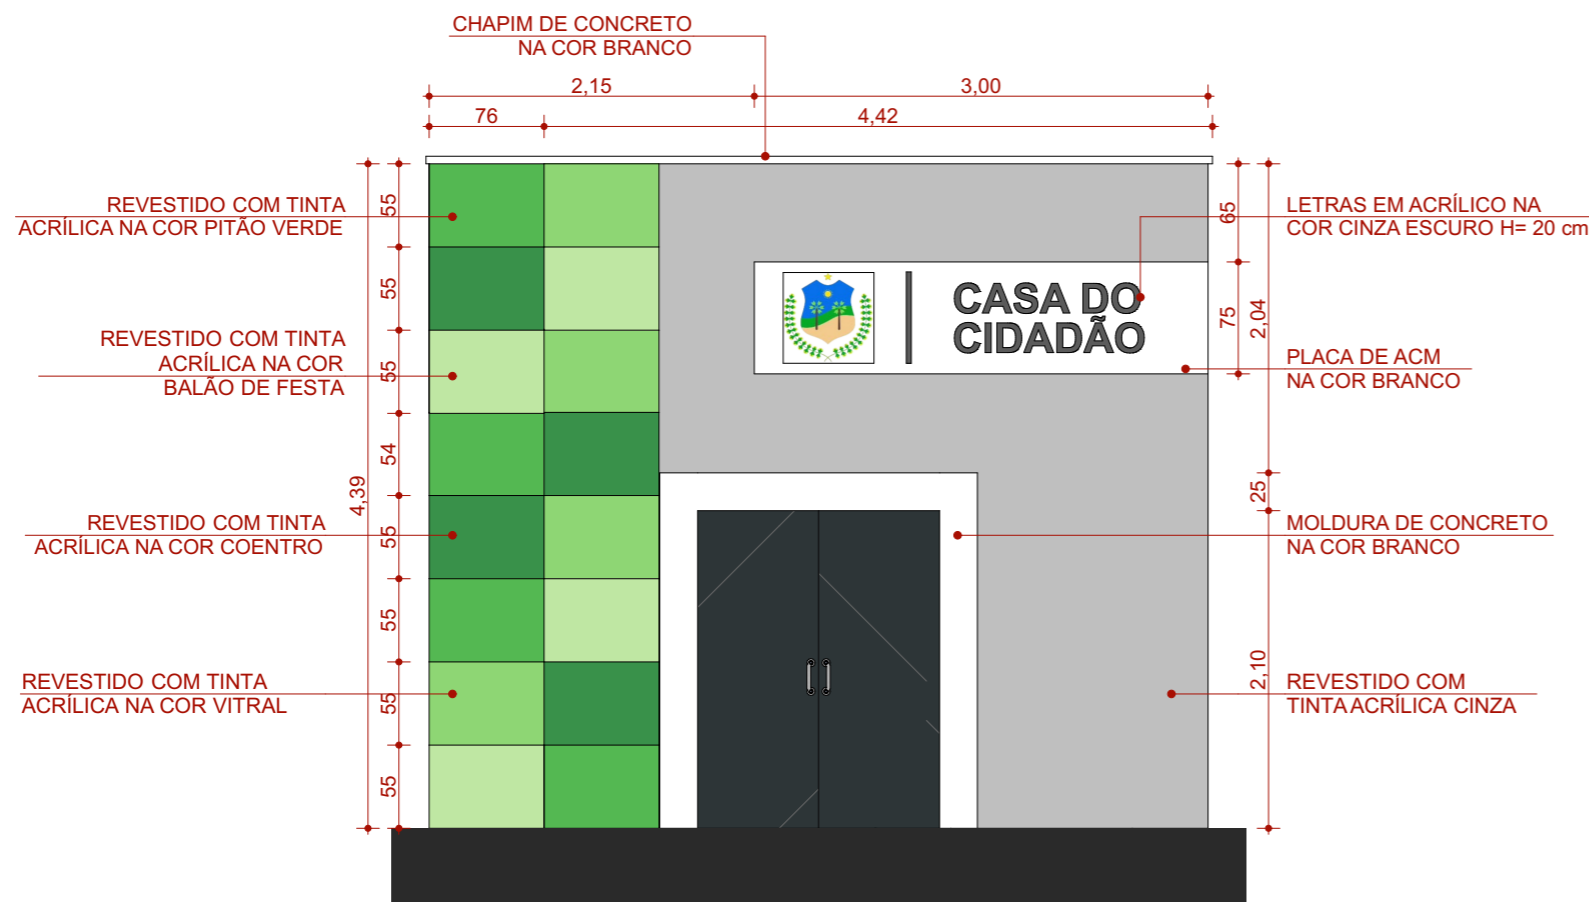 CHAPIM DE CONCRETO
NA COR BRANCO
2,15
3,00
76
4,42
REVESTIDO COM TINTA
ACRÍLICA NA COR PITÃO VERDE
REVESTIDO COM TINTA
ACRÍLICA NA COR
BALÃO DE FESTA
REVESTIDO COM TINTA
ACRÍLICA NA COR COENTRO
REVESTIDO COM TINTA
ACRÍLICA NA COR VITRAL
4,39
55
55
55
54
55
55
55
55
CASA DO
CIDADÃO
65
75
2,04
25
2,10
LETRAS EM ACRÍLICO NA
COR CINZA ESCURO H= 20 cm
PLACA DE ACM
NA COR BRANCO
MOLDURA DE CONCRETO
NA COR BRANCO
REVESTIDO COM
TINTA ACRÍLICA CINZA